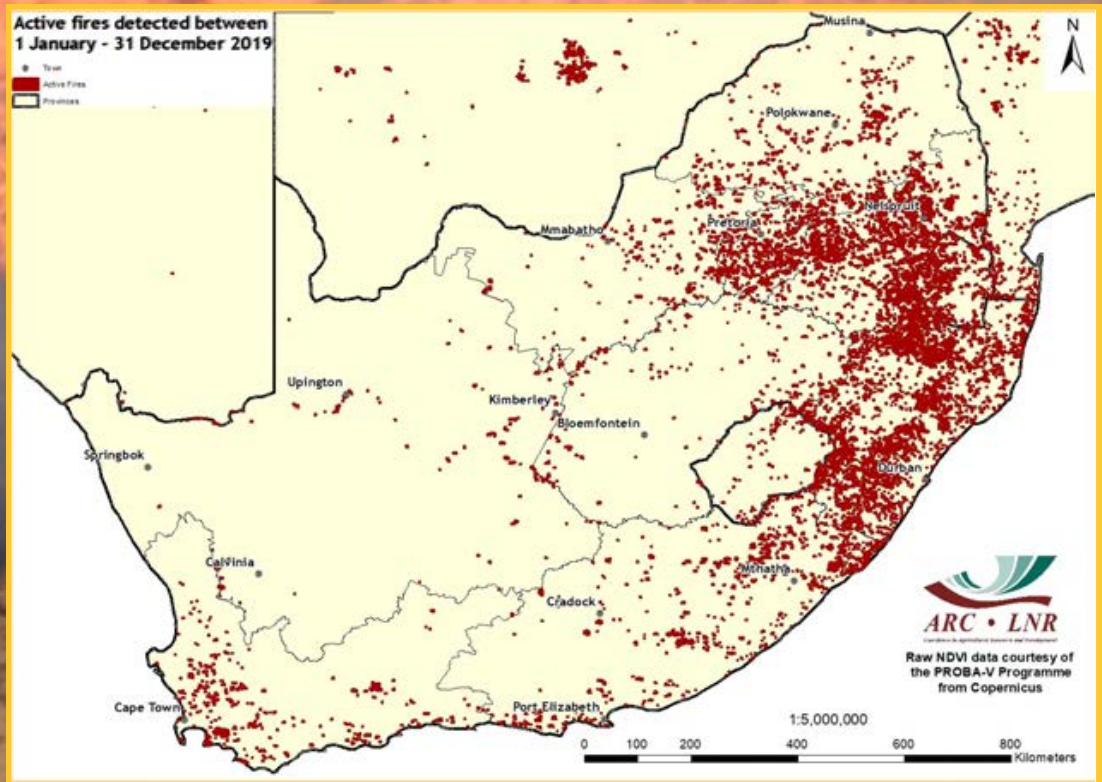 Active fires detected between
1 January - 31 December 2019
Town
Active Fires
Provinces
N
Musina
Polokwane
Nelspruit
Pretoria
Mmabatho
Upington
Kimberley
Bloemfontein
Springbok
Durban
Calvinia
Mthatha
Cradock
Cape Town
Port Elizabeth
ARC • LNR
Raw NDVI data courtesy of
the PROBA-V Programme
from Copernicus
1:5,000,000
0 100 200 400 600 800
Kilometers